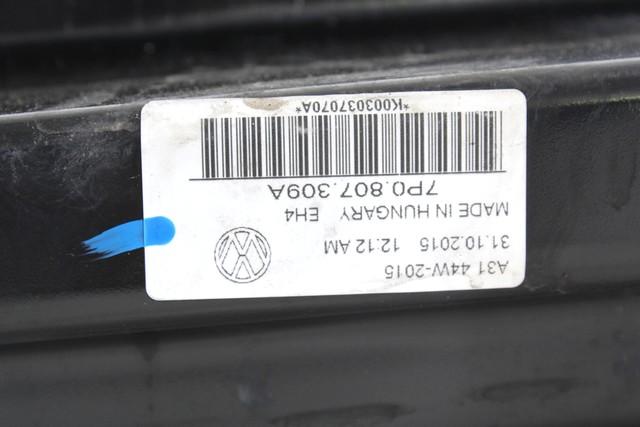 A31 44W-2015
31.10.2015 12:12 AM
MADE IN HUNGARY EH4
7P0.807.309A
*K003037070A*